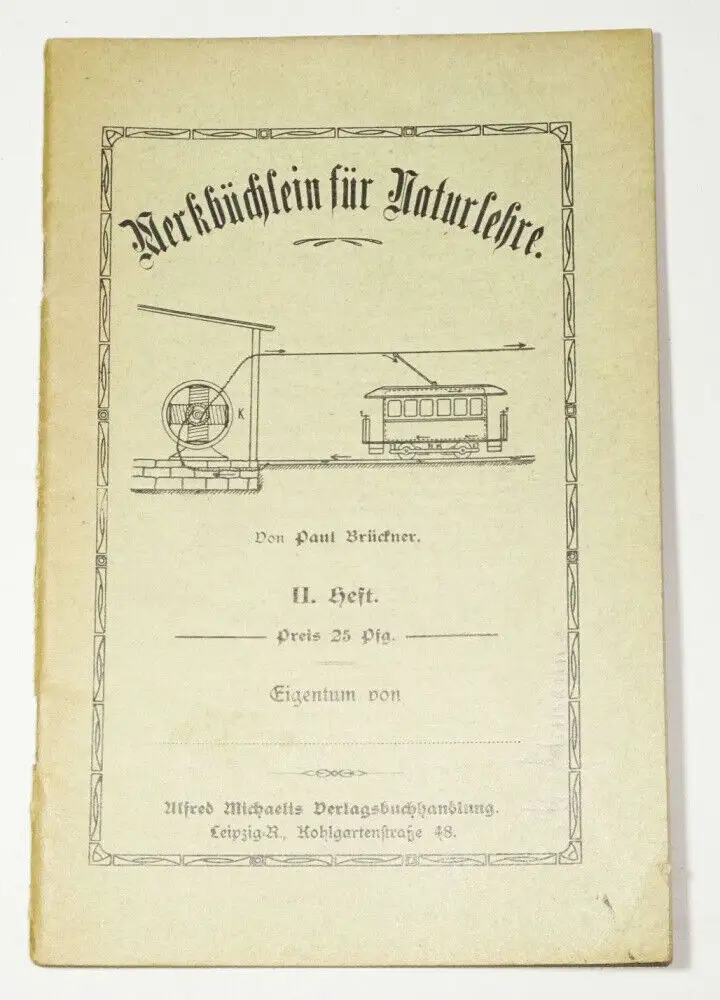 Merkbüchlein für Naturlehre.
K
Von Paul Brückner.
II. Heft.
Preis 25 Pfg.
Eigentum von
Alfred Michaelis Verlagsbuchhandlung.
Leipzig-R., Kohlgartenstraße 48.